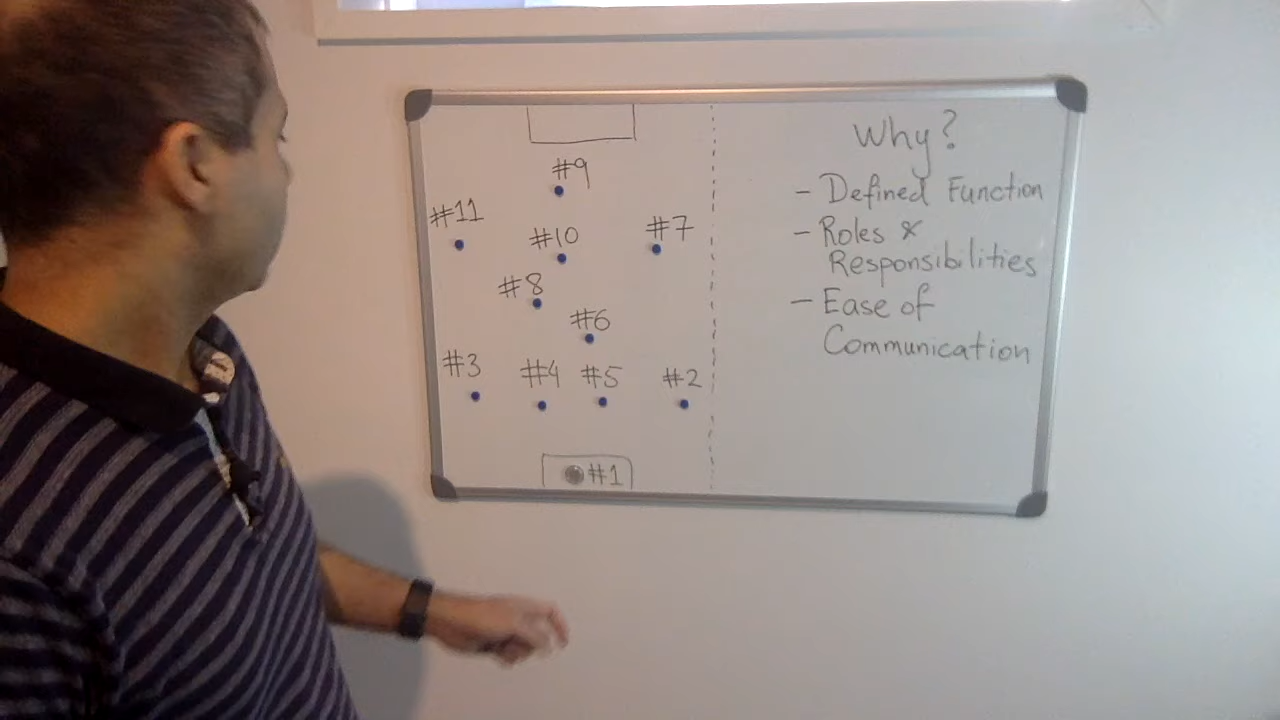 #9
#11
#10
#7
#8
#6
#3
#4
#5
#2
#1
Why?
- Defined Function
- Roles &
Responsibilities
- Ease of
Communication